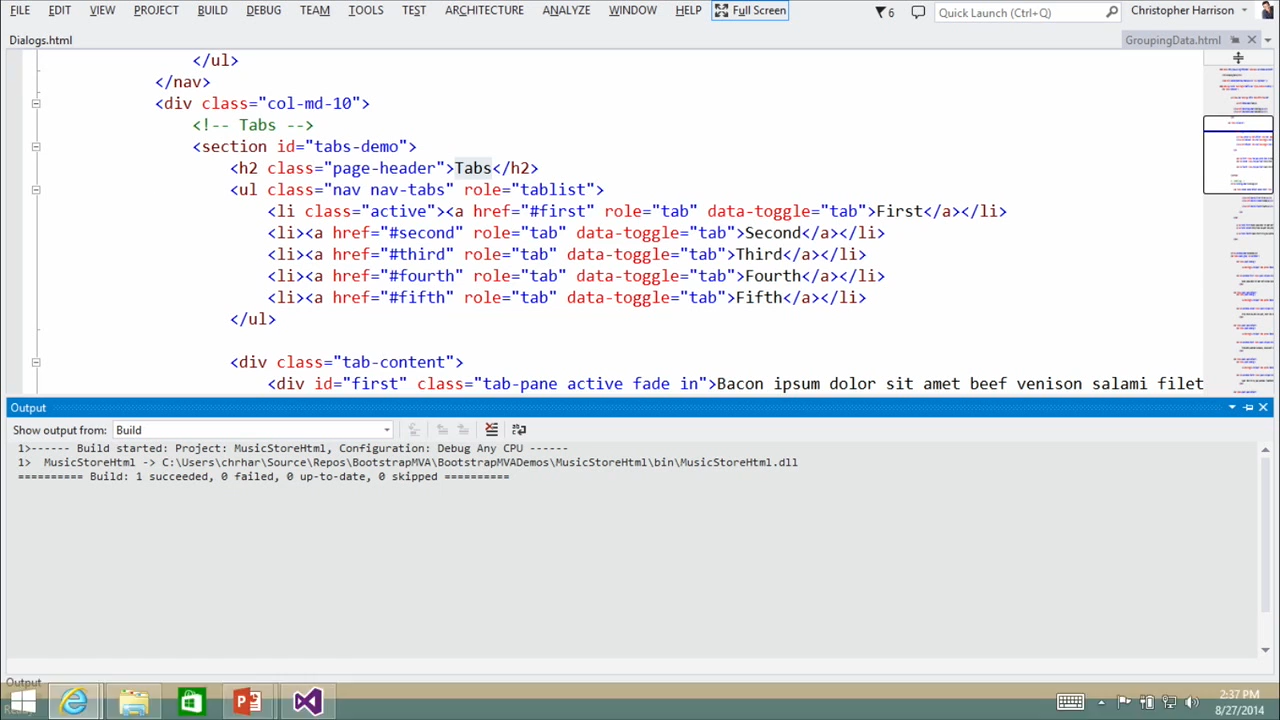 FILE EDIT VIEW PROJECT BUILD DEBUG TEAM TOOLS TEST ARCHITECTURE ANALYZE WINDOW HELP Full Screen 6 Quick Launch (Ctrl+Q) Christopher Harrison
Dialogs.html GroupingData.html
</ul>
</nav>
<div class="col-md-10">
<!-- Tabs -->
<section id="tabs-demo">
<h2 class="page-header">Tabs</h2>
<ul class="nav nav-tabs" role="tablist">
<li class="active"><a href="#first" role="tab" data-toggle="tab">First</a></li>
<li><a href="#second" role="tab" data-toggle="tab">Second</a></li>
<li><a href="#third" role="tab" data-toggle="tab">Third</a></li>
<li><a href="#fourth" role="tab" data-toggle="tab">Fourth</a></li>
<li><a href="#fifth" role="tab" data-toggle="tab">Fifth</a></li>
</ul>
<div class="tab-content">
<div id="first" class="tab-pane active fade in">Bacon ipsum dolor sit amet beef venison salami filet
Output
Show output from: Build
1>------ Build started: Project: MusicStoreHtml, Configuration: Debug Any CPU ------
1> MusicStoreHtml -> C:\Users\chrhar\Source\Repos\BootstrapMVA\BootstrapMVADemos\MusicStoreHtml\bin\MusicStoreHtml.dll
========== Build: 1 succeeded, 0 failed, 0 up-to-date, 0 skipped ==========
Output
2:37 PM
8/27/2014